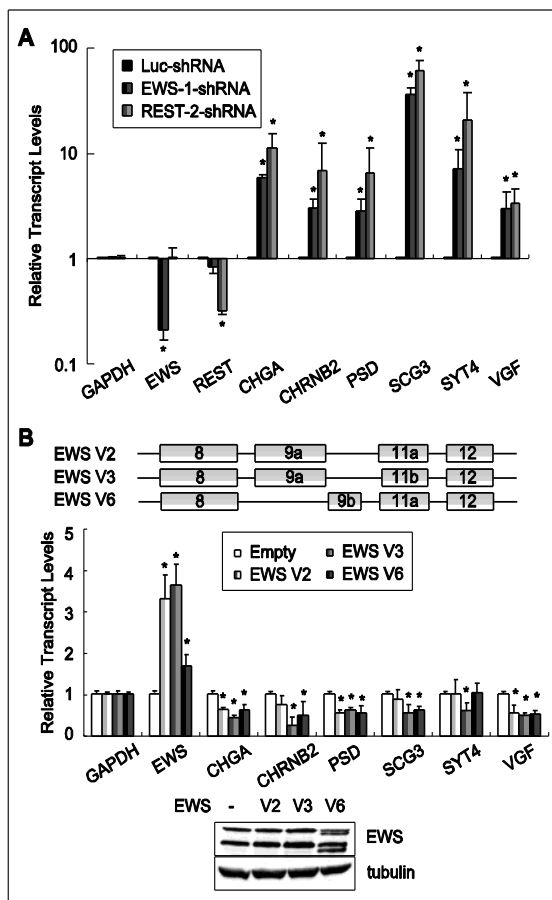 A
Relative Transcript Levels
100
10
1
0.1
Luc-shRNA
EWS-1-shRNA
REST-2-shRNA
* * * * * * * * * * * * * *
GAPDH EWS REST CHGA CHRNB2 PSD SCG3 SYT4 VGF
B
EWS V2 8 9a 11a 12
EWS V3 8 9a 11b 12
EWS V6 8 9b 11a 12
Relative Transcript Levels
5
4
3
2
1
0
Empty EWS V3
EWS V2 EWS V6
* * * * * * * * * * * * * * * * * *
GAPDH EWS CHGA CHRNB2 PSD SCG3 SYT4 VGF
EWS - V2 V3 V6
EWS
tubulin